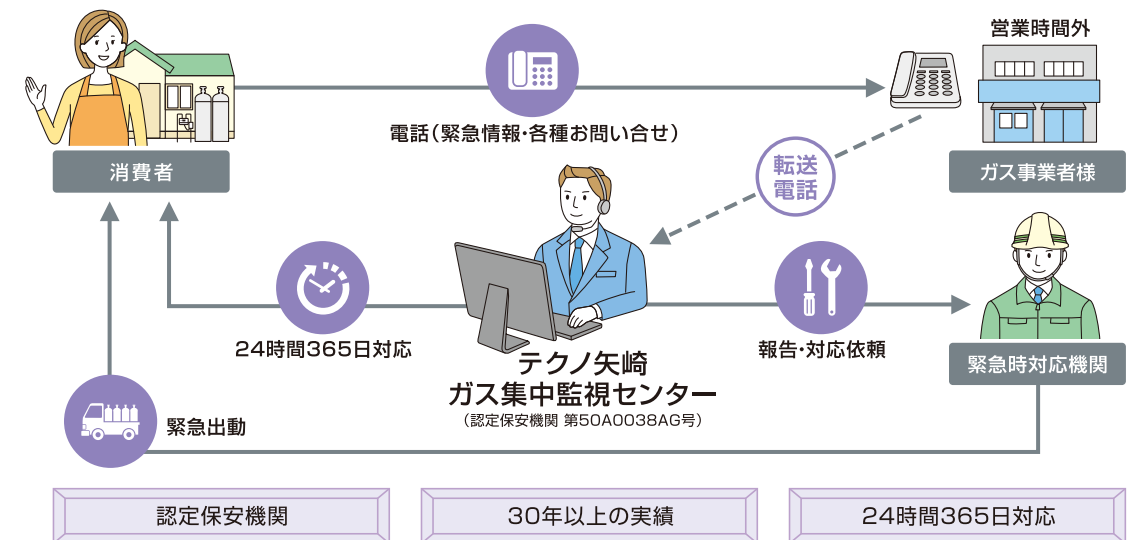 営業時間外
電話(緊急情報・各種お問い合せ)
消費者
転送
電話
ガス事業者様
24時間365日対応
報告・対応依頼
テクノ矢崎
ガス集中監視センター
(認定保安機関 第50A0038AG号)
緊急時対応機関
緊急出動
認定保安機関
30年以上の実績
24時間365日対応